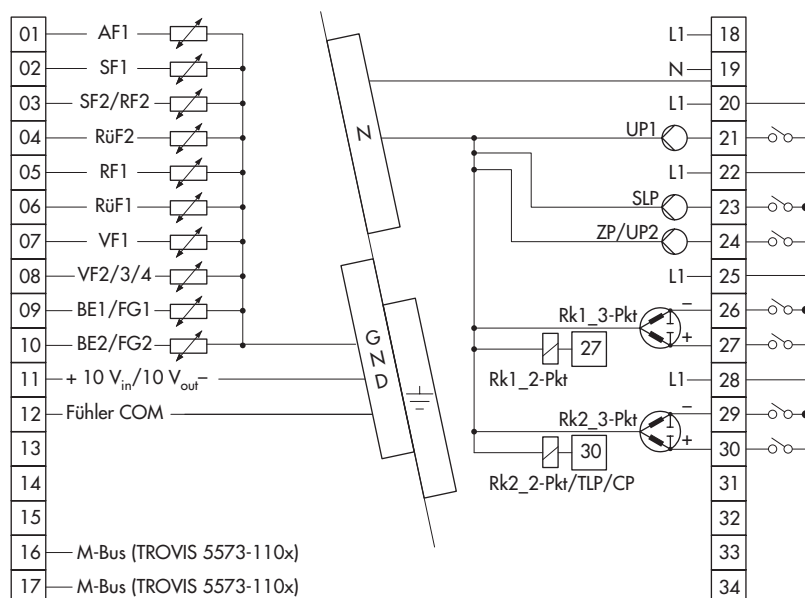 01 AF1 L1 18
02 SF1 N 19
03 SF2/RF2 L1 20
04 RüF2 N UP1 21
05 RF1 L1 22
06 RüF1 SLP 23
07 VF1 ZP/UP2 24
08 VF2/3/4 L1 25
09 BE1/FG1 Rk1_3-Pkt − 26
10 BE2/FG2 GND 27 + 27
Rk1_2-Pkt
11 + 10 Vin/10 Vout− L1 28
12 Fühler COM Rk2_3-Pkt − 29
13 30 + 30
Rk2_2-Pkt/TLP/CP
14 31
15 32
16 M-Bus (TROVIS 5573-110x) 33
17 M-Bus (TROVIS 5573-110x) 34